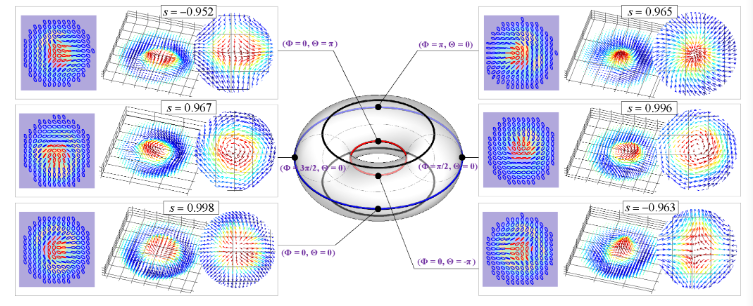 s = −0.952
s = 0.965
(Φ = 0, Θ = π)
(Φ = π, Θ = 0)
s = 0.967
s = 0.996
(Φ = 3π/2, Θ = 0)
(Φ = π/2, Θ = 0)
s = 0.998
s = −0.963
(Φ = 0, Θ = 0)
(Φ = 0, Θ = -π)